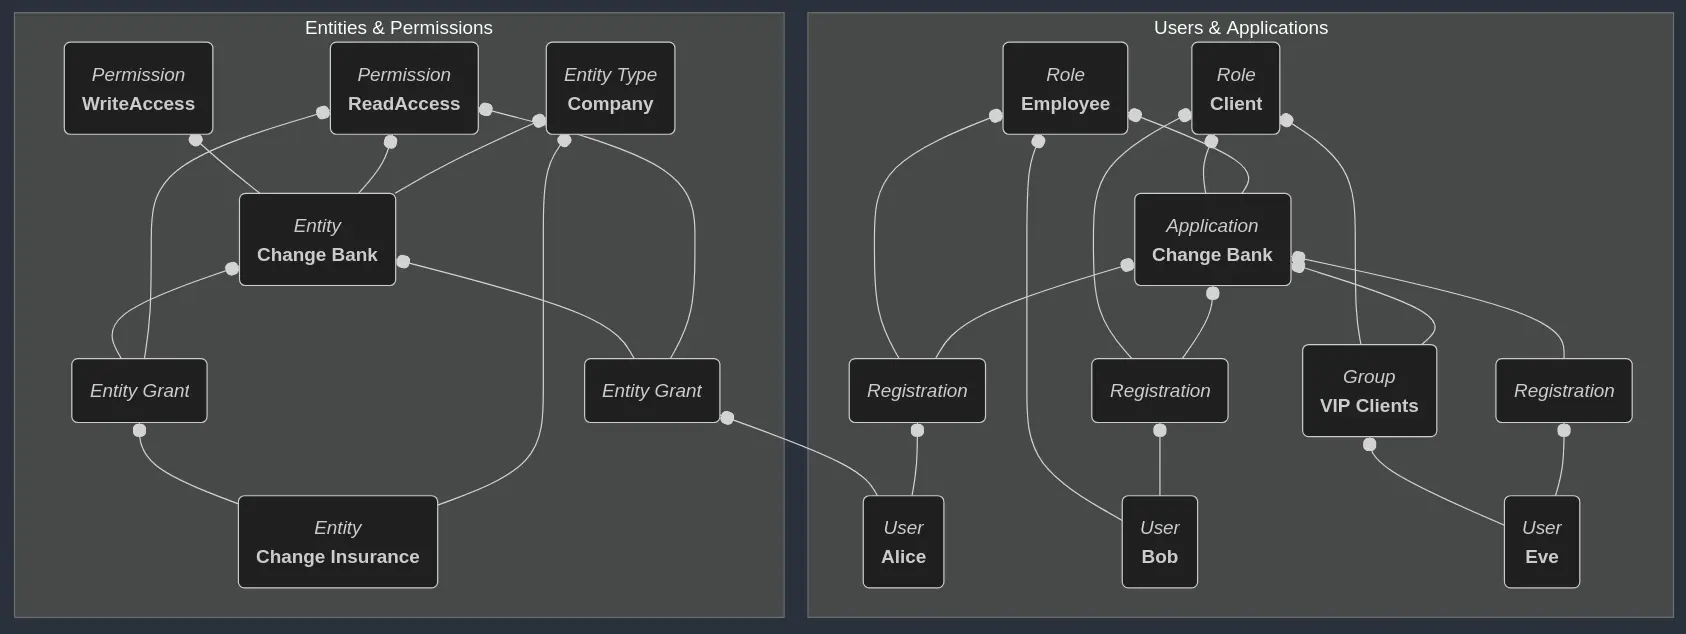 Entities & Permissions
Permission
WriteAccess
Permission
ReadAccess
Entity Type
Company
Entity
Change Bank
Entity Grant
Entity Grant
Entity
Change Insurance
Users & Applications
Role
Employee
Role
Client
Application
Change Bank
Registration
Registration
Group
VIP Clients
Registration
User
Alice
User
Bob
User
Eve